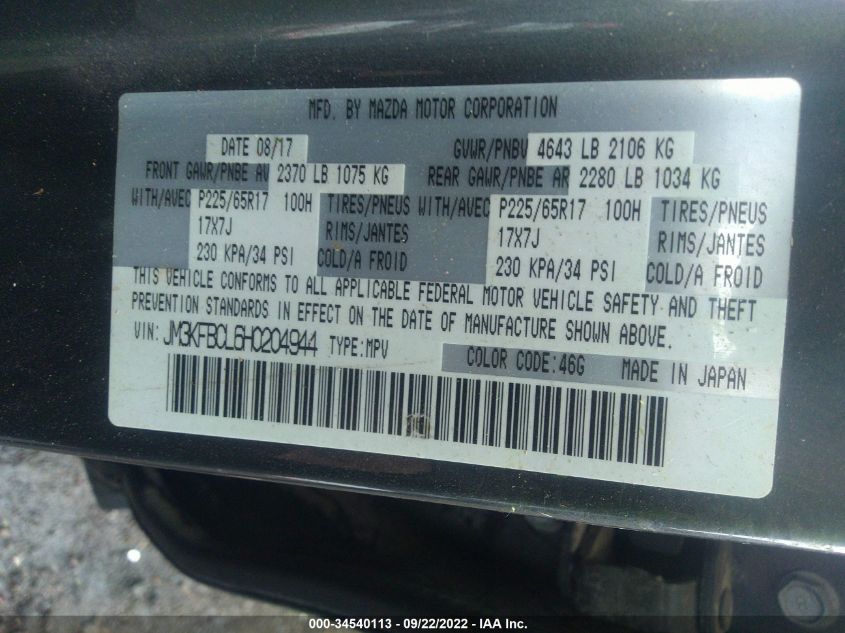 MFD. BY MAZDA MOTOR CORPORATION
DATE 08/17 GVWR/PNBV 4643 LB 2106 KG
FRONT GAWR/PNBE AV 2370 LB 1075 KG REAR GAWR/PNBE AR 2280 LB 1034 KG
WITH/AVEC P225/65R17 100H TIRES/PNEUS WITH/AVEC P225/65R17 100H TIRES/PNEUS
17X7J RIMS/JANTES 17X7J RIMS/JANTES
230 KPA/34 PSI COLD/A FROID 230 KPA/34 PSI COLD/A FROID
THIS VEHICLE CONFORMS TO ALL APPLICABLE FEDERAL MOTOR VEHICLE SAFETY AND THEFT
PREVENTION STANDARDS IN EFFECT ON THE DATE OF MANUFACTURE SHOWN ABOVE.
VIN: JM3KFBCL6H0204944 TYPE:MPV COLOR CODE:46G MADE IN JAPAN
000-34540113 - 09/22/2022 - IAA Inc.